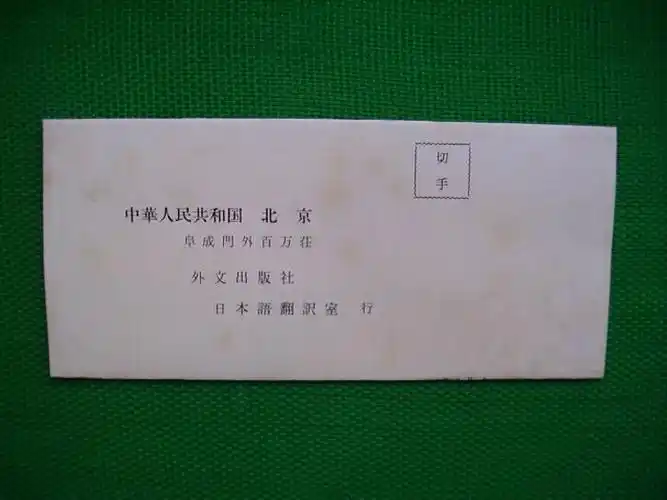 切
手
中華人民共和国 北京
阜成門外百万荘
外文出版社
日本語翻訳室 行